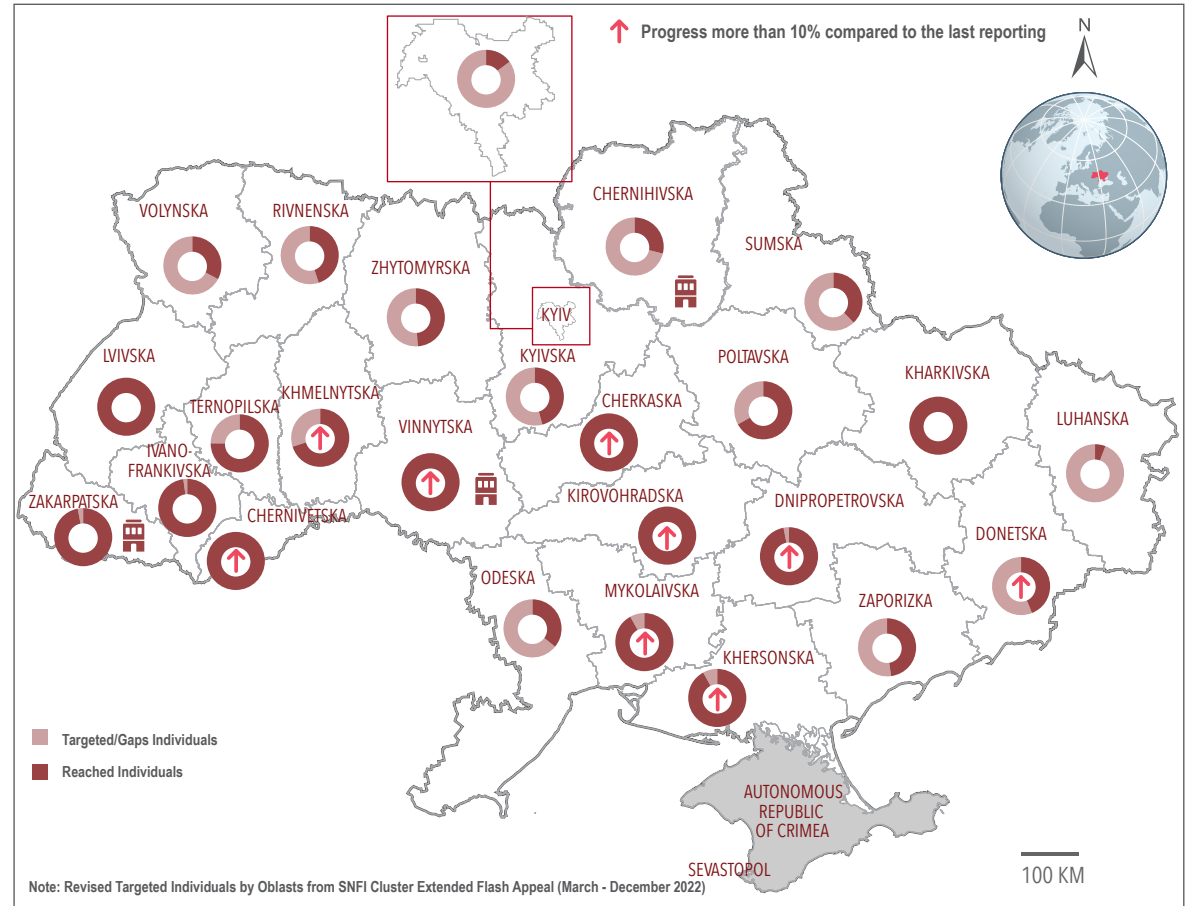 Progress more than 10% compared to the last reporting
N
CHERNIHIVSKA
VOLYNSKA
RIVNENSKA
SUMSKA
ZHYTOMYRSKA
KYIV
LVIVSKA
KYIVSKA
POLTAVSKA
KHARKIVSKA
TERNOPILSKA
KHMELNYTSKA
CHERKASKA
VINNYTSKA
LUHANSKA
IVANO-
FRANKIVSKA
ZAKARPATSKA
CHERNIVETSKA
KIROVOHRADSKA
DNIPROPETROVSKA
DONETSKA
ODESKA
MYKOLAIVSKA
ZAPORIZKA
KHERSONSKA
Targeted/Gaps Individuals
Reached Individuals
AUTONOMOUS
REPUBLIC
OF CRIMEA
SEVASTOPOL
100 KM
Note: Revised Targeted Individuals by Oblasts from SNFI Cluster Extended Flash Appeal (March - December 2022)